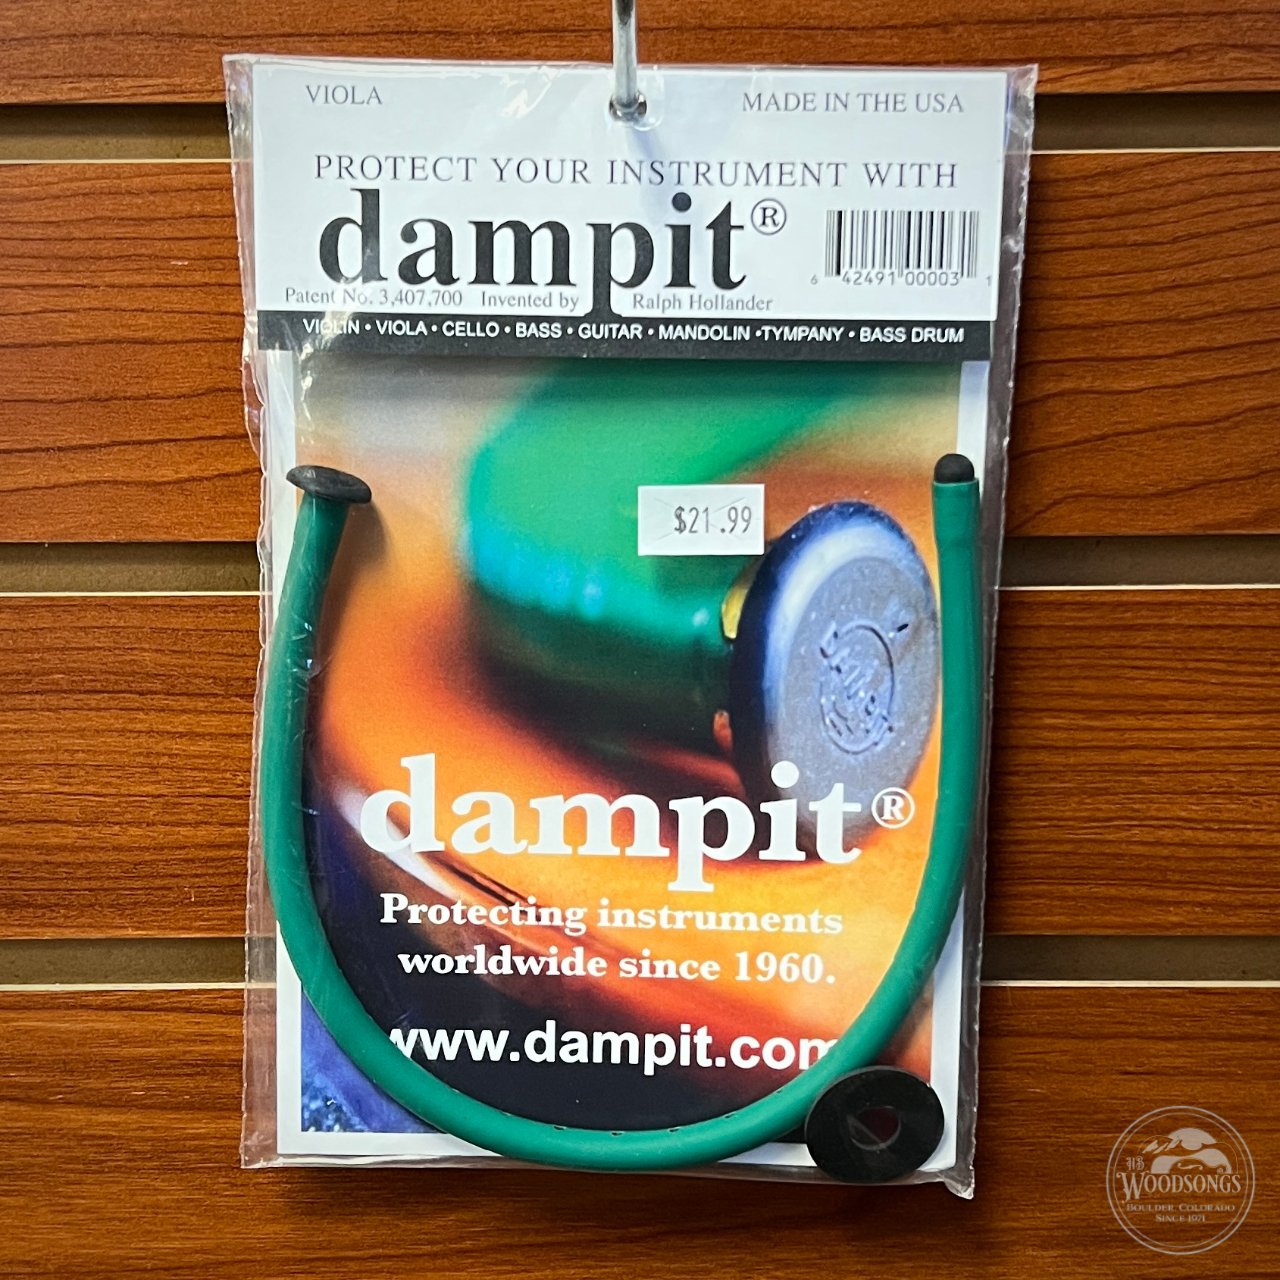 VIOLA
MADE IN THE USA
PROTECT YOUR INSTRUMENT WITH
dampit®
6 42491 00003 1
Patent No. 3,407,700 Invented by Ralph Hollander
VIOLIN • VIOLA • CELLO • BASS • GUITAR • MANDOLIN •TYMPANY • BASS DRUM
$21.99
dampit®
Protecting instruments
worldwide since 1960.
www.dampit.com
HB
WOODSONGS
BOULDER, COLORADO
SINCE 1971